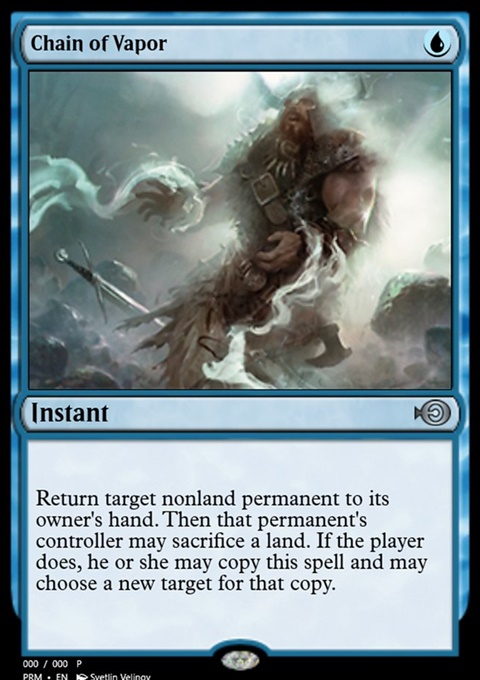 Chain of Vapor
Instant
Return target nonland permanent to its
owner's hand. Then that permanent's
controller may sacrifice a land. If the player
does, he or she may copy this spell and may
choose a new target for that copy.
000 / 000 P
PRM • EN Svetlin Velinov